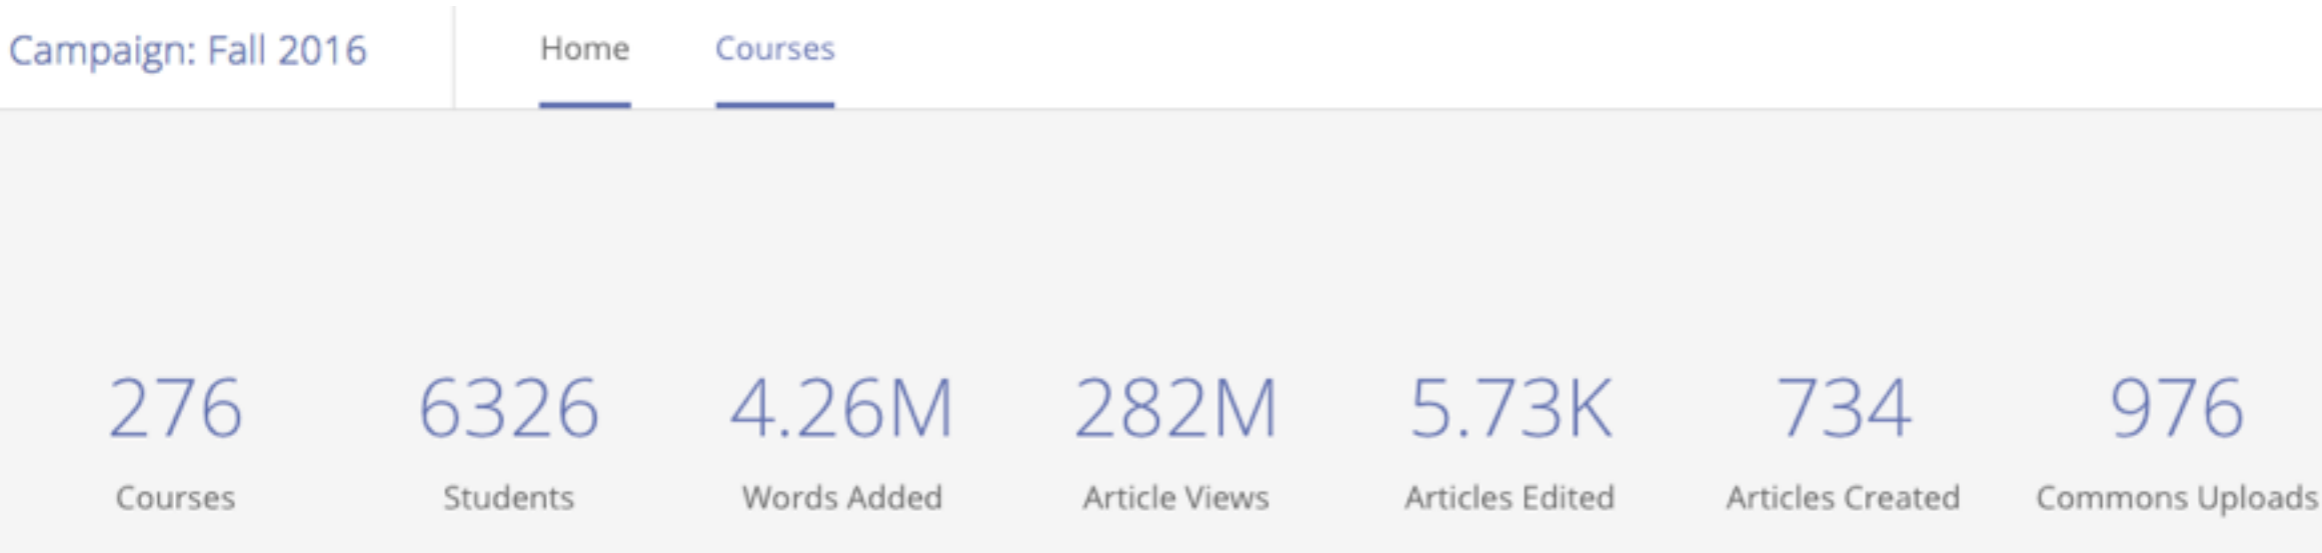 Campaign: Fall 2016 Home Courses
276 6326 4.26M 282M 5.73K 734 976
Courses Students Words Added Article Views Articles Edited Articles Created Commons Uploads